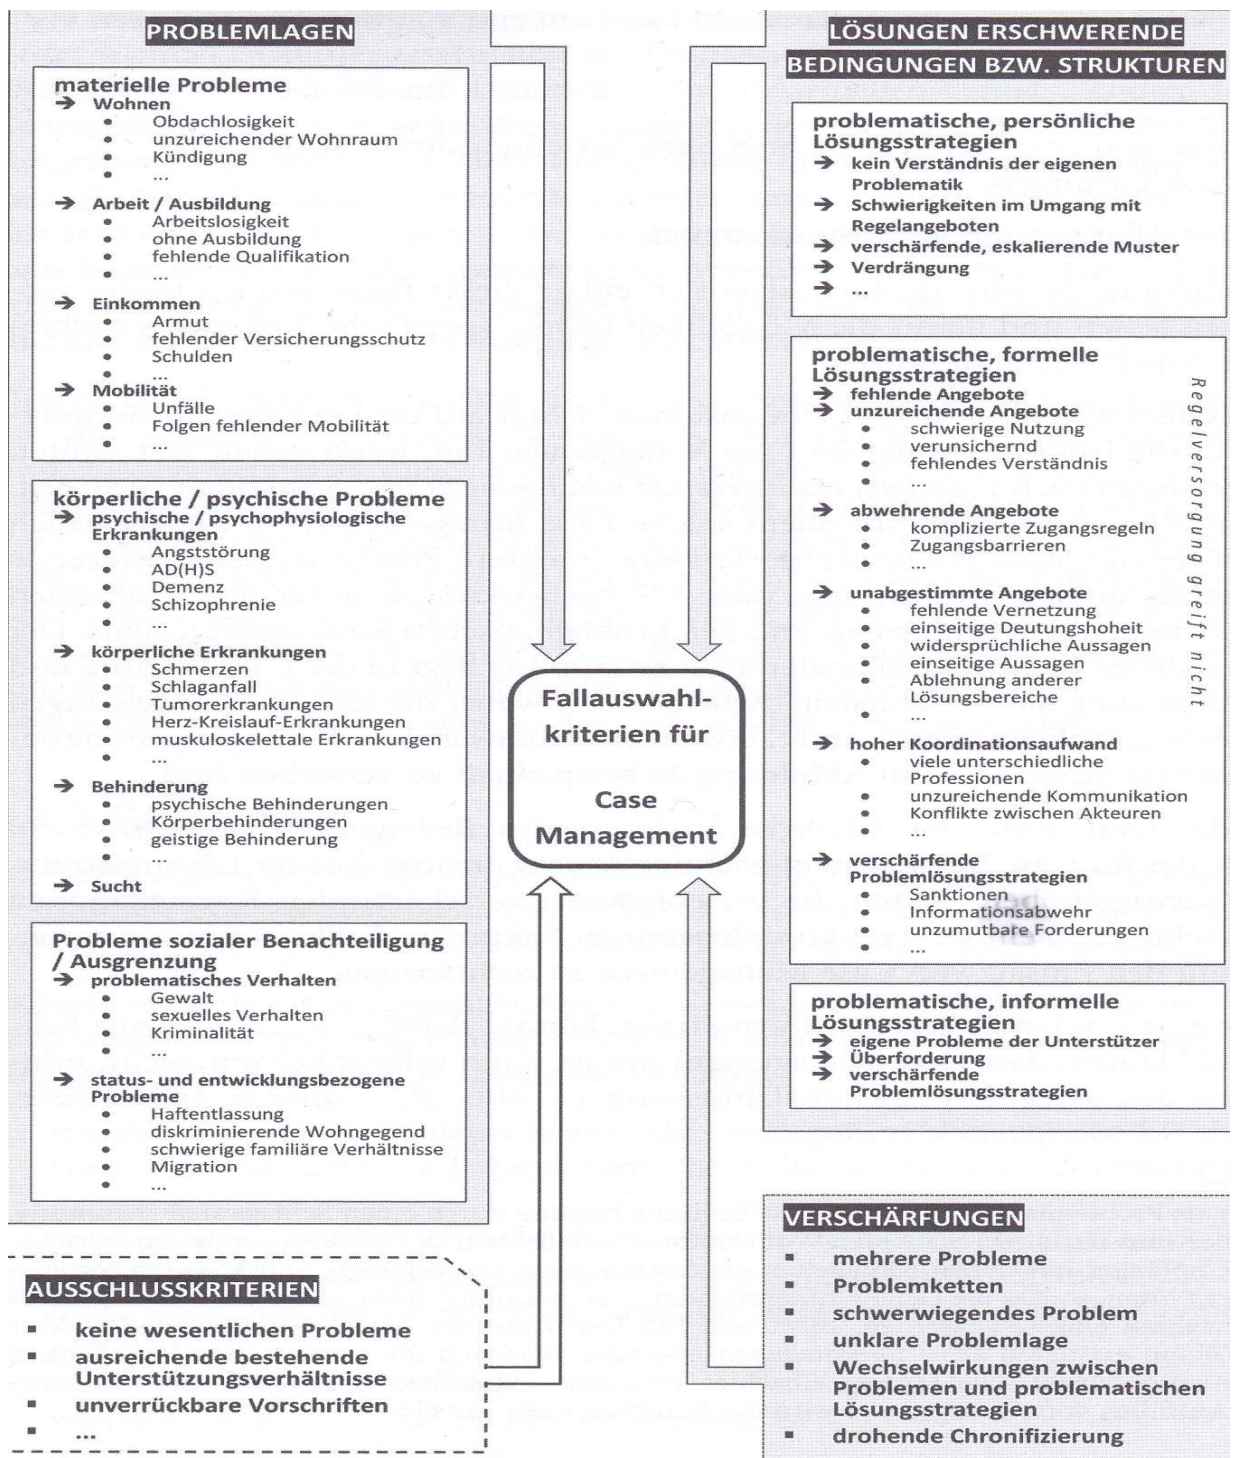 PROBLEMLAGEN
materielle Probleme
→ Wohnen
• Obdachlosigkeit
• unzureichender Wohnraum
• Kündigung
• ...
→ Arbeit / Ausbildung
• Arbeitslosigkeit
• ohne Ausbildung
• fehlende Qualifikation
• ...
→ Einkommen
• Armut
• fehlender Versicherungsschutz
• Schulden
• ...
→ Mobilität
• Unfälle
• Folgen fehlender Mobilität
• ...
körperliche / psychische Probleme
→ psychische / psychophysiologische
Erkrankungen
• Angststörung
• AD(H)S
• Demenz
• Schizophrenie
• ...
→ körperliche Erkrankungen
• Schmerzen
• Schlaganfall
• Tumorerkrankungen
• Herz-Kreislauf-Erkrankungen
• muskuloskelettale Erkrankungen
• ...
→ Behinderung
• psychische Behinderungen
• Körperbehinderungen
• geistige Behinderung
• ...
→ Sucht
Probleme sozialer Benachteiligung
/ Ausgrenzung
→ problematisches Verhalten
• Gewalt
• sexuelles Verhalten
• Kriminalität
• ...
→ status- und entwicklungsbezogene
Probleme
• Haftentlassung
• diskriminierende Wohngegend
• schwierige familiäre Verhältnisse
• Migration
• ...
AUSSCHLUSSKRITERIEN
▪ keine wesentlichen Probleme
▪ ausreichende bestehende
Unterstützungsverhältnisse
▪ unverrückbare Vorschriften
▪ ...
Fallauswahl-
kriterien für
Case
Management
LÖSUNGEN ERSCHWERENDE
BEDINGUNGEN BZW. STRUKTUREN
problematische, persönliche
Lösungsstrategien
→ kein Verständnis der eigenen
Problematik
→ Schwierigkeiten im Umgang mit
Regelangeboten
→ verschärfende, eskalierende Muster
→ Verdrängung
→ ...
problematische, formelle
Lösungsstrategien
→ fehlende Angebote
→ unzureichende Angebote
• schwierige Nutzung
• verunsichernd
• fehlendes Verständnis
• ...
→ abwehrende Angebote
• komplizierte Zugangsregeln
• Zugangsbarrieren
• ...
→ unabgestimmte Angebote
• fehlende Vernetzung
• einseitige Deutungshoheit
• widersprüchliche Aussagen
• einseitige Aussagen
• Ablehnung anderer
Lösungsbereiche
• ...
→ hoher Koordinationsaufwand
• viele unterschiedliche
Professionen
• unzureichende Kommunikation
• Konflikte zwischen Akteuren
• ...
→ verschärfende
Problemlösungsstrategien
• Sanktionen
• Informationsabwehr
• unzumutbare Forderungen
• ...
Regelversorgung greift nicht
problematische, informelle
Lösungsstrategien
→ eigene Probleme der Unterstützer
→ Überforderung
→ verschärfende
Problemlösungsstrategien
VERSCHÄRFUNGEN
▪ mehrere Probleme
▪ Problemketten
▪ schwerwiegendes Problem
▪ unklare Problemlage
▪ Wechselwirkungen zwischen
Problemen und problematischen
Lösungsstrategien
▪ drohende Chronifizierung